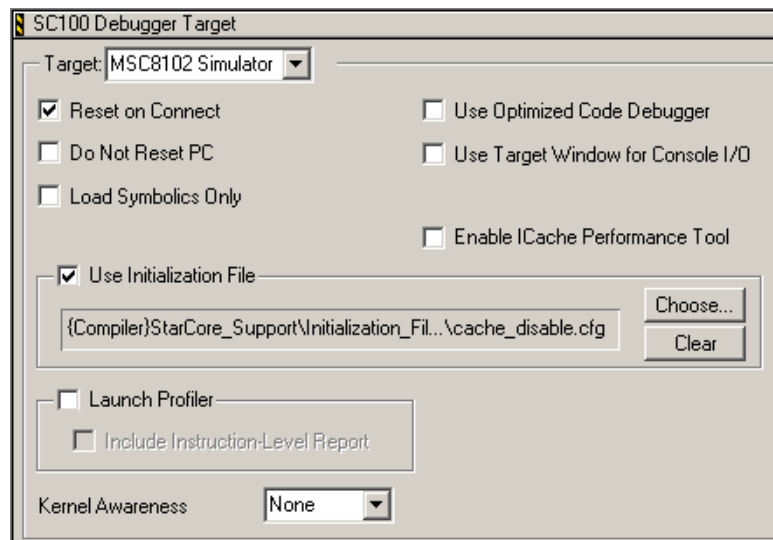 SC100 Debugger Target
Target: MSC8102 Simulator
Reset on Connect
Use Optimized Code Debugger
Do Not Reset PC
Use Target Window for Console I/O
Load Symbolics Only
Enable ICache Performance Tool
Use Initialization File
{Compiler}StarCore_Support\Initialization_Fil...\cache_disable.cfg
Choose...
Clear
Launch Profiler
Include Instruction-Level Report
Kernel Awareness
None